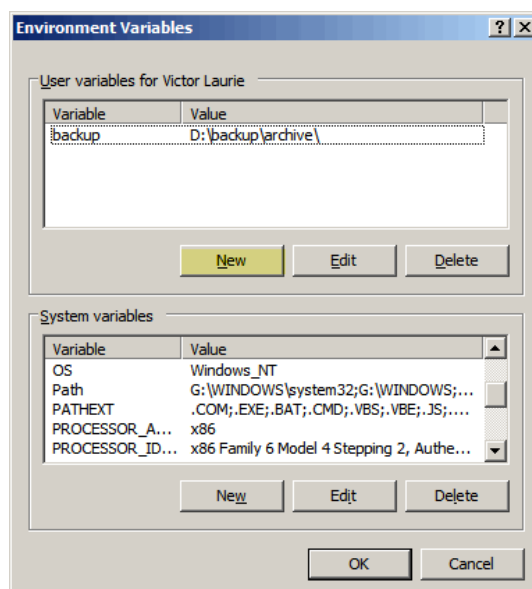 Environment Variables
User variables for Victor Laurie
Variable Value
backup D:\backup\archive\
New Edit Delete
System variables
Variable Value
OS Windows_NT
Path G:\WINDOWS\system32;G:\WINDOWS;...
PATHEXT .COM;.EXE;.BAT;.CMD;.VBS;.VBE;.JS;....
PROCESSOR_A... x86
PROCESSOR_ID... x86 Family 6 Model 4 Stepping 2, Authe...
New Edit Delete
OK Cancel